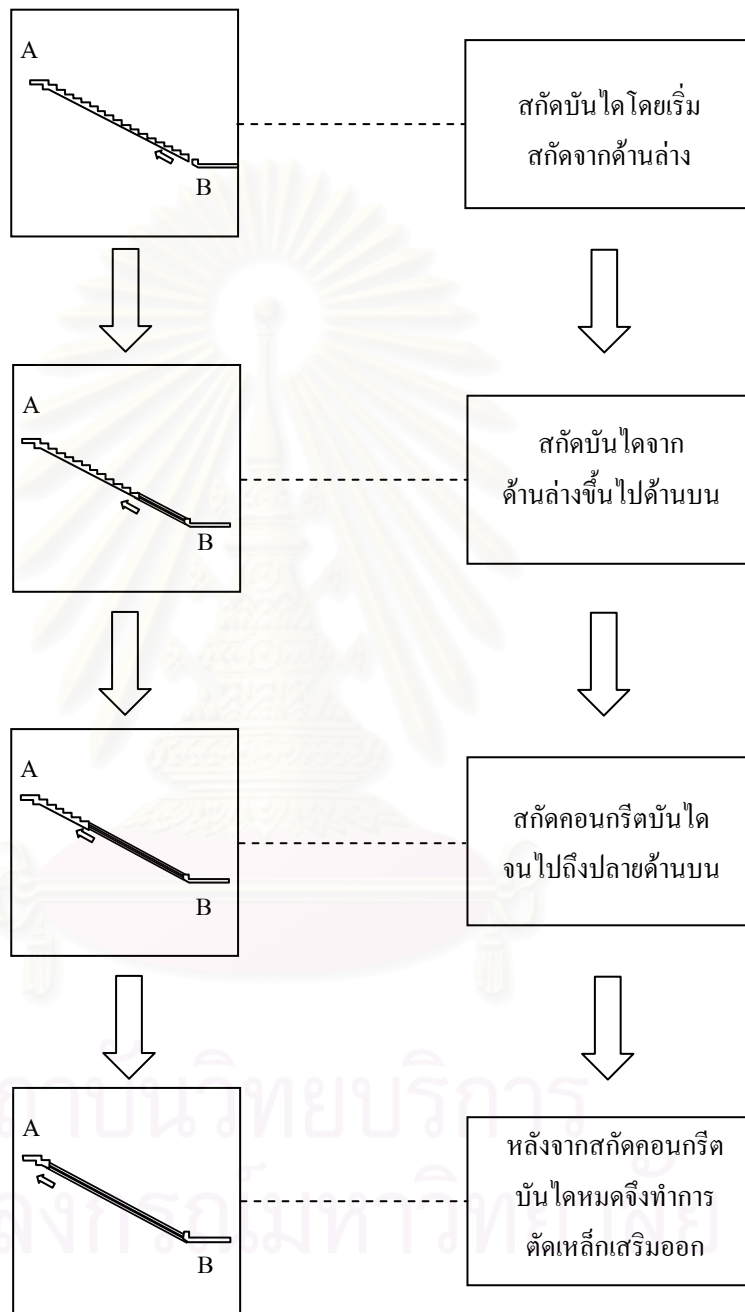 A
B
สกัดบันไดโดยเริ่ม
สกัดจากด้านล่าง
A
B
สกัดบันไดจาก
ด้านล่างขึ้นไปด้านบน
A
B
สกัดคอนกรีตบันได
จนไปถึงปลายด้านบน
A
B
หลังจากสกัดคอนกรีต
บันไดหมดจึงทำการ
ตัดเหล็กเสริมออก